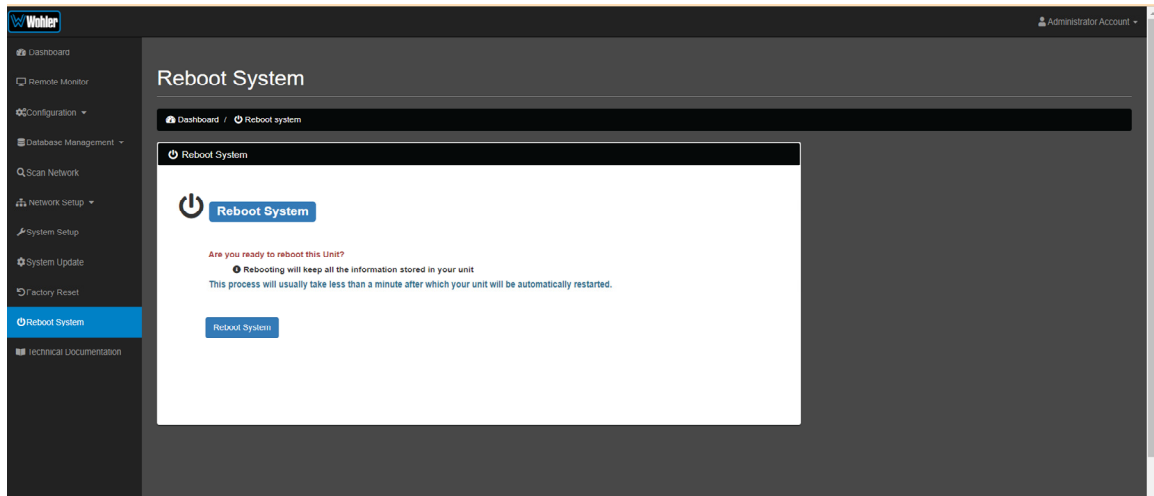 Wohler
Administrator Account
Dashboard
Remote Monitor
Configuration
Database Management
Scan Network
Network Setup
System Setup
System Update
Factory Reset
Reboot System
Technical Documentation
Reboot System
Dashboard / Reboot system
Reboot System
Reboot System
Are you ready to reboot this Unit?
Rebooting will keep all the information stored in your unit
This process will usually take less than a minute after which your unit will be automatically restarted.
Reboot System